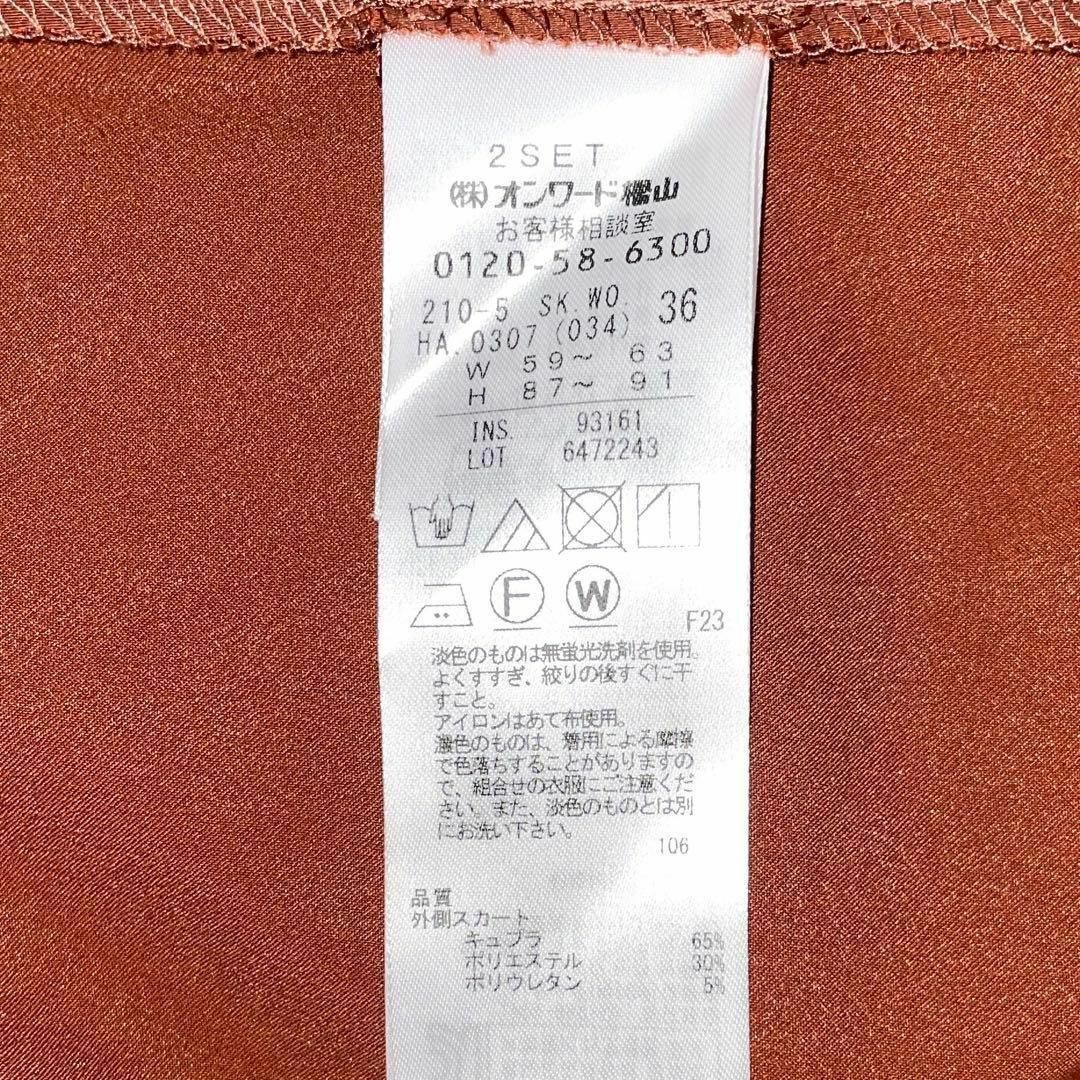 2SET
(株)オンワード樫山
お客様相談室
0120-58-6300
210-5 SK.WO. 36
HA.0307(034)
W 59～ 63
H 87～ 91
INS. 93161
LOT 6472243
F W
F23
淡色のものは無蛍光洗剤を使用。
よくすすぎ、絞りの後すぐに干
すこと。
アイロンはあて布使用。
濃色のものは、着用による摩擦
で色落ちすることがありますの
で、組合せの衣服にご注意くだ
さい。また、淡色のものとは別
にお洗い下さい。
106
品質
外側スカート
キュプラ 65%
ポリエステル 30%
ポリウレタン 5%